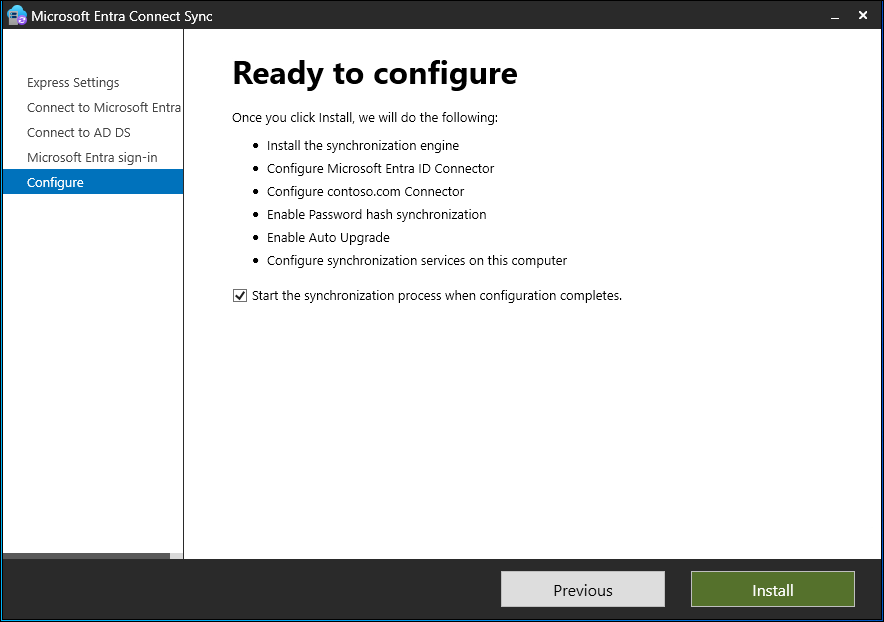 Microsoft Entra Connect Sync
Express Settings
Connect to Microsoft Entra
Connect to AD DS
Microsoft Entra sign-in
Configure
Ready to configure
Once you click Install, we will do the following:
Install the synchronization engine
Configure Microsoft Entra ID Connector
Configure contoso.com Connector
Enable Password hash synchronization
Enable Auto Upgrade
Configure synchronization services on this computer
Start the synchronization process when configuration completes.
Previous
Install